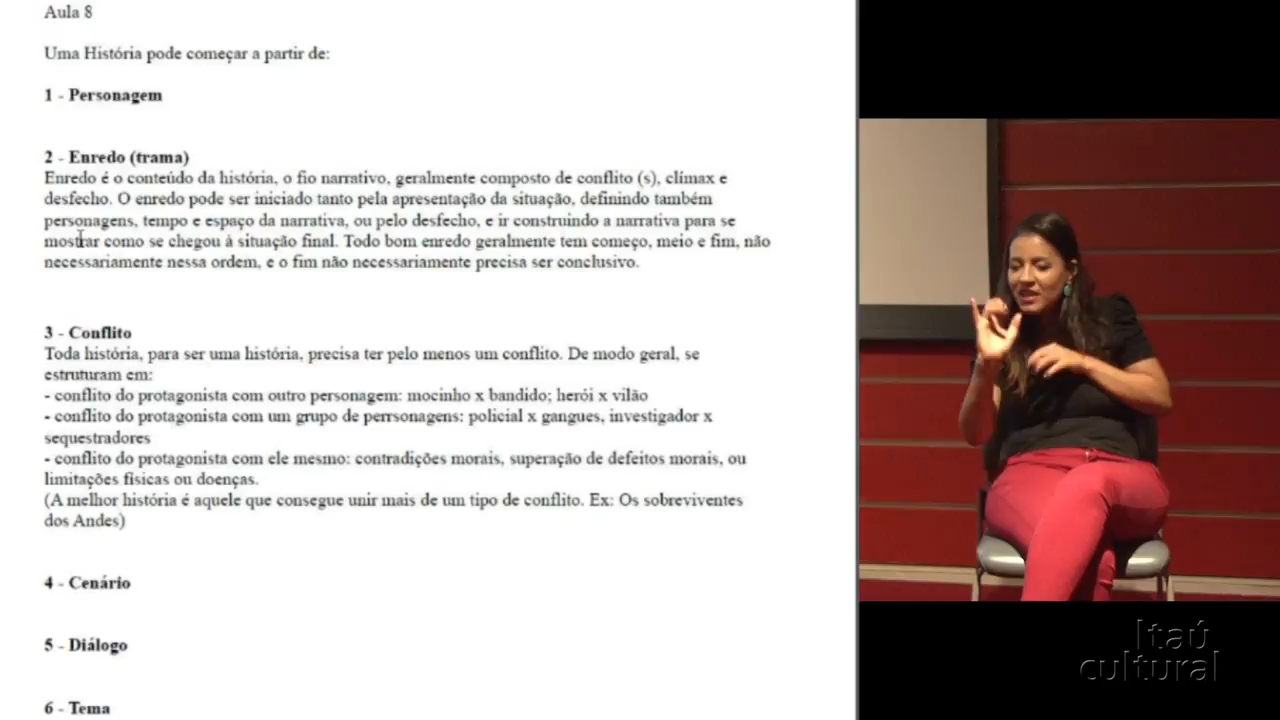 Aula 8
Uma História pode começar a partir de:
1 - Personagem
2 - Enredo (trama)
Enredo é o conteúdo da história, o fio narrativo, geralmente composto de conflito (s), clímax e
desfecho. O enredo pode ser iniciado tanto pela apresentação da situação, definindo também
personagens, tempo e espaço da narrativa, ou pelo desfecho, e ir construindo a narrativa para se
mostrar como se chegou à situação final. Todo bom enredo geralmente tem começo, meio e fim, não
necessariamente nessa ordem, e o fim não necessariamente precisa ser conclusivo.
3 - Conflito
Toda história, para ser uma história, precisa ter pelo menos um conflito. De modo geral, se
estruturam em:
- conflito do protagonista com outro personagem: mocinho x bandido; herói x vilão
- conflito do protagonista com um grupo de perrsonagens: policial x gangues, investigador x
sequestradores
- conflito do protagonista com ele mesmo: contradições morais, superação de defeitos morais, ou
limitações físicas ou doenças.
(A melhor história é aquele que consegue unir mais de um tipo de conflito. Ex: Os sobreviventes
dos Andes)
4 - Cenário
5 - Diálogo
6 - Tema
Itaú
cultural